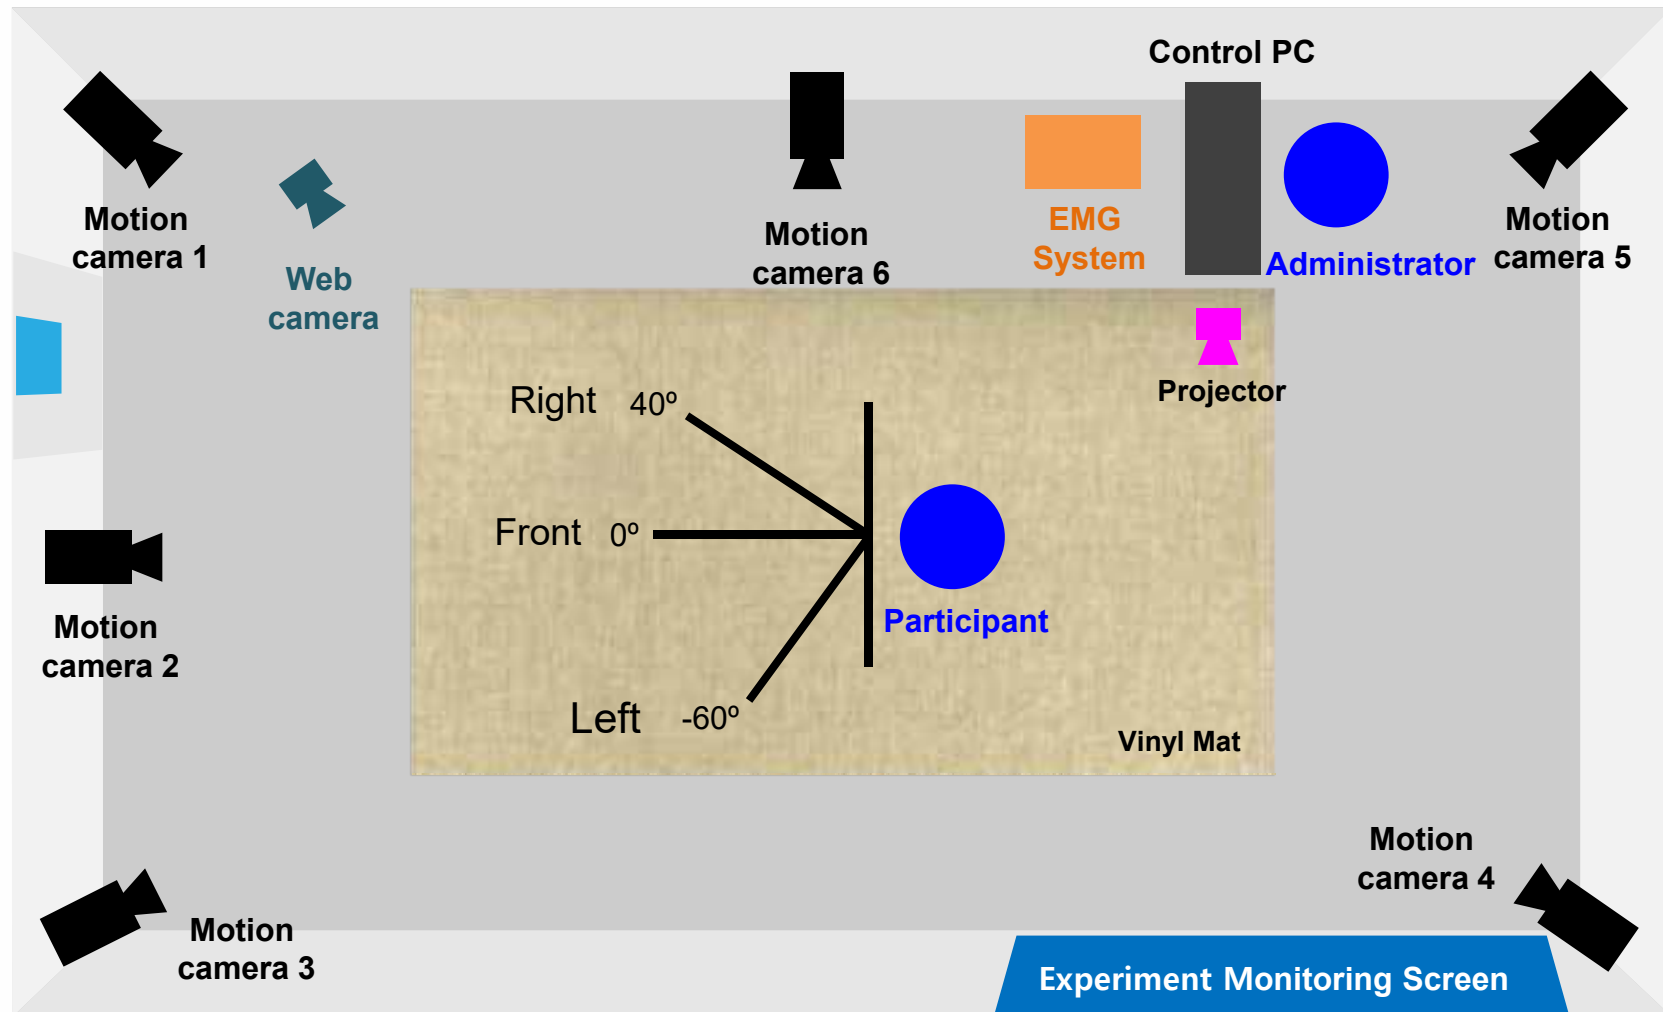 Control PC
Motion
camera 1
Web
camera
Motion
camera 6
EMG
System
Administrator
Motion
camera 5
Projector
Right 40º
Front 0º
Participant
Left -60º
Vinyl Mat
Motion
camera 2
Motion
camera 3
Motion
camera 4
Experiment Monitoring Screen